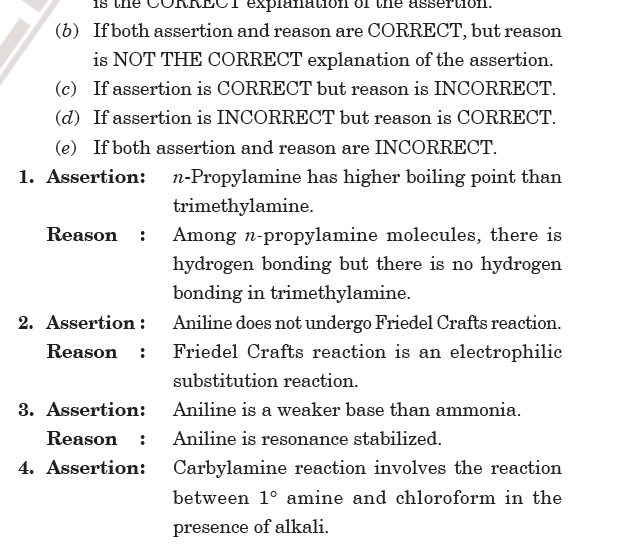 is the CORRECT explanation of the assertion.
(b) If both assertion and reason are CORRECT, but reason
is NOT THE CORRECT explanation of the assertion.
(c) If assertion is CORRECT but reason is INCORRECT.
(d) If assertion is INCORRECT but reason is CORRECT.
(e) If both assertion and reason are INCORRECT.
1. Assertion: n-Propylamine has higher boiling point than
trimethylamine.
Reason : Among n-propylamine molecules, there is
hydrogen bonding but there is no hydrogen
bonding in trimethylamine.
2. Assertion : Aniline does not undergo Friedel Crafts reaction.
Reason : Friedel Crafts reaction is an electrophilic
substitution reaction.
3. Assertion: Aniline is a weaker base than ammonia.
Reason : Aniline is resonance stabilized.
4. Assertion: Carbylamine reaction involves the reaction
between 1° amine and chloroform in the
presence of alkali.